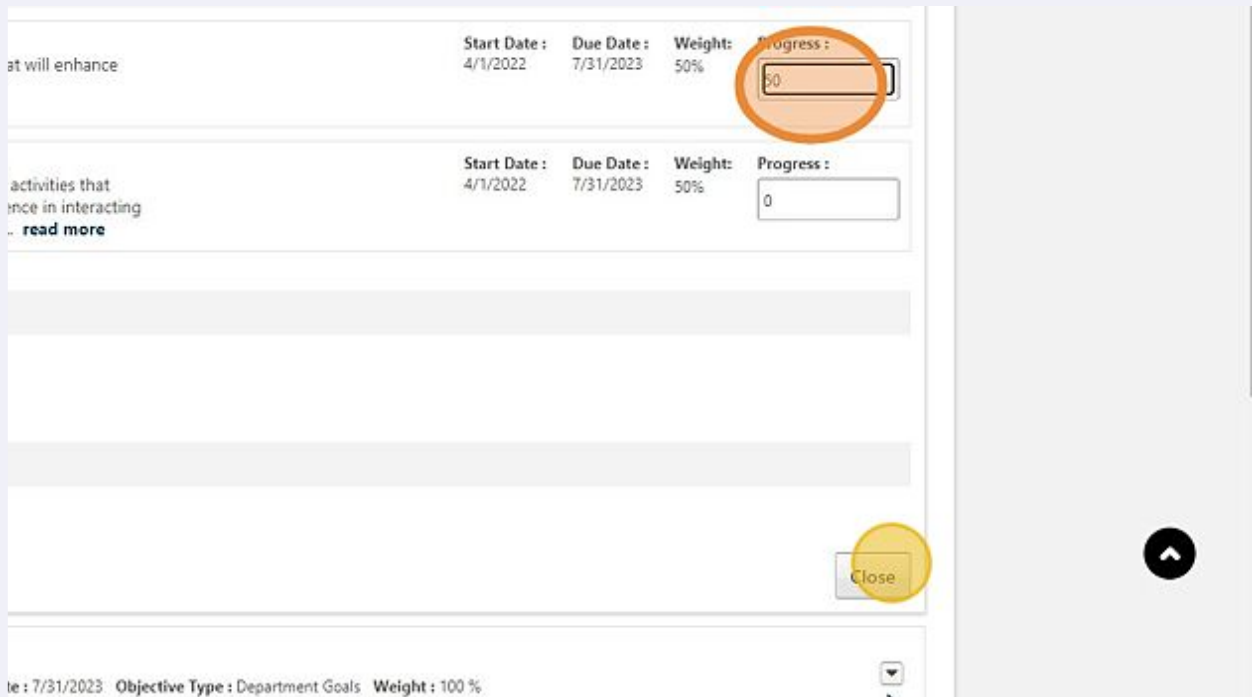 Start Date : Due Date : Weight: Progress :
at will enhance 4/1/2022 7/31/2023 50% 50
Start Date : Due Date : Weight: Progress :
activities that 4/1/2022 7/31/2023 50% 0
ence in interacting
.. read more
Close
te : 7/31/2023 Objective Type : Department Goals Weight : 100 %